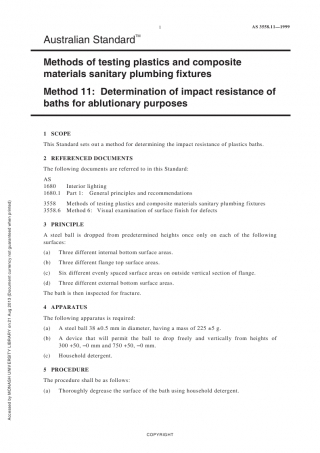 1
AS 3558.11—1999
Australian Standard™
Methods of testing plastics and composite
materials sanitary plumbing fixtures
Method 11: Determination of impact resistance of
baths for ablutionary purposes
1 SCOPE
This Standard sets out a method for determining the impact resistance of plastics baths.
2 REFERENCED DOCUMENTS
The following documents are referred to in this Standard:
AS
1680 Interior lighting
1680.1 Part 1: General principles and recommendations
3558 Methods of testing plastics and composite materials sanitary plumbing fixtures
3558.6 Method 6: Visual examination of surface finish for defects
3 PRINCIPLE
A steel ball is dropped from predetermined heights once only on each of the following
surfaces:
(a) Three different internal bottom surface areas.
(b) Three different flange top surface areas.
(c) Six different evenly spaced surface areas on outside vertical section of flange.
(d) Three different external bottom surface areas.
The bath is then inspected for fracture.
4 APPARATUS
The following apparatus is required:
(a) A steel ball 38 ±0.5 mm in diameter, having a mass of 225 ±5 g.
(b) A device that will permit the ball to drop freely and vertically from heights of
300 +50, −0 mm and 750 +50, −0 mm.
(c) Household detergent.
5 PROCEDURE
The procedure shall be as follows:
(a) Thoroughly degrease the surface of the bath using household detergent.
COPYRIGHT
Accessed by MONASH UNIVERSITY LIBRARY on 21 Aug 2013 (Document currency not guaranteed when printed)